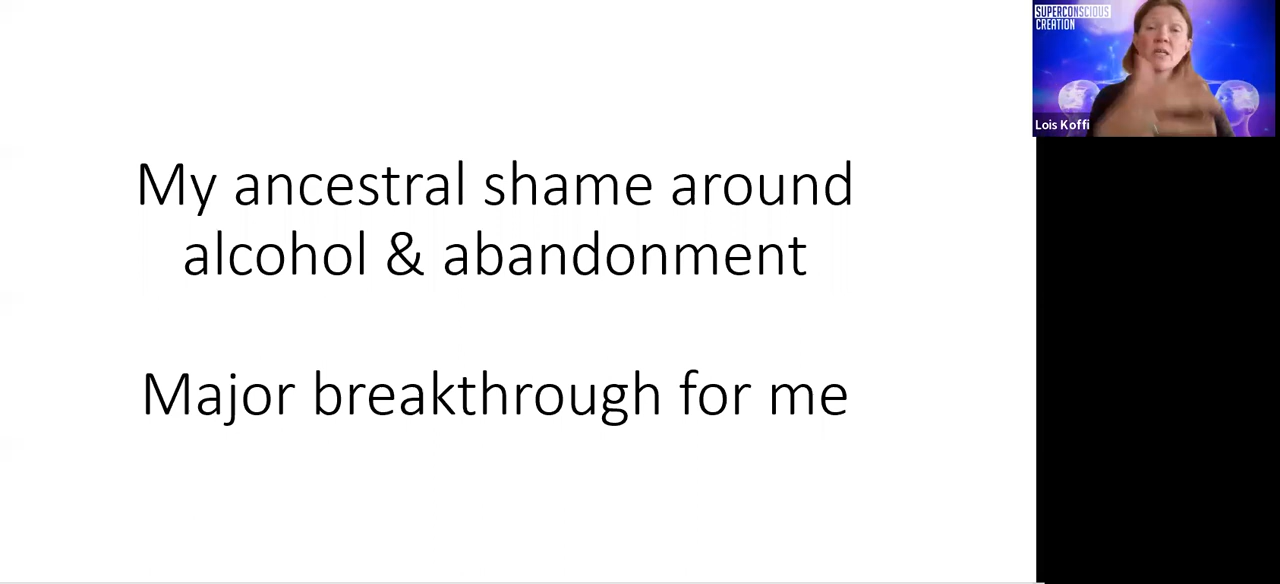 My ancestral shame around
alcohol & abandonment
Major breakthrough for me
SUPERCONSCIOUS
CREATION
Lois Koffi